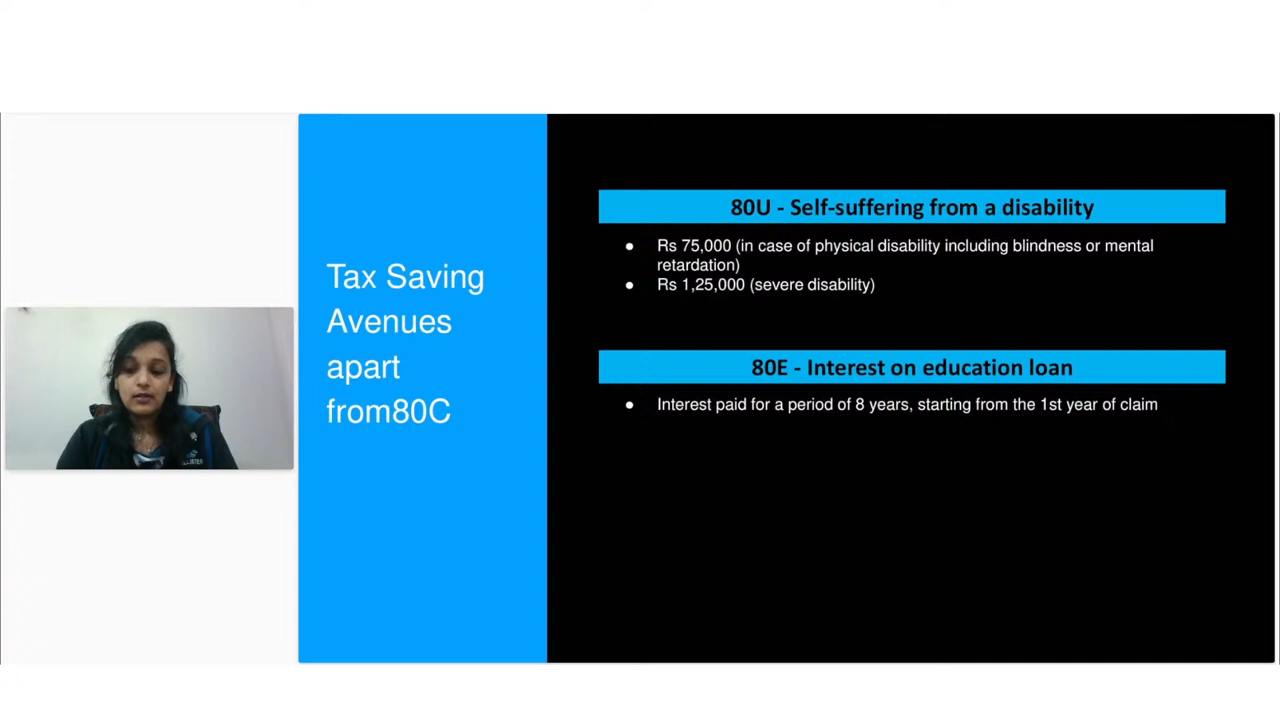 Tax Saving
Avenues
apart
from80C
80U - Self-suffering from a disability
● Rs 75,000 (in case of physical disability including blindness or mental
retardation)
● Rs 1,25,000 (severe disability)
80E - Interest on education loan
● Interest paid for a period of 8 years, starting from the 1st year of claim